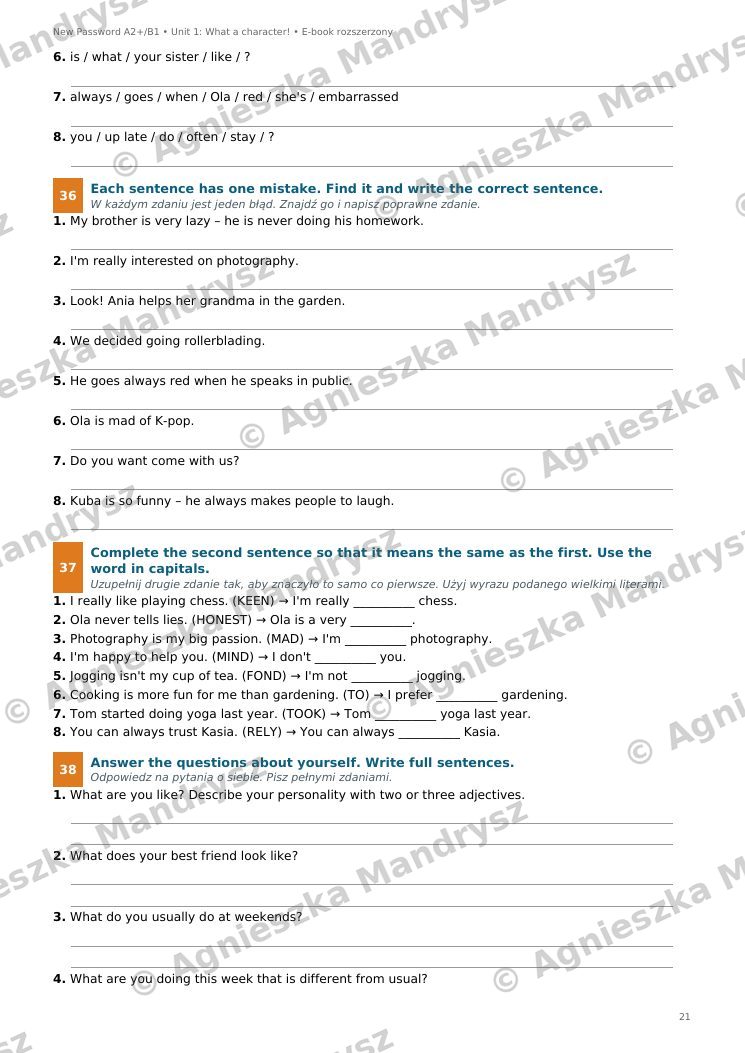 New Password A2+/B1 • Unit 1: What a character! • E-book rozszerzony
6. is / what / your sister / like / ?
7. always / goes / when / Ola / red / she's / embarrassed
8. you / up late / do / often / stay / ?
36
Each sentence has one mistake. Find it and write the correct sentence.
W każdym zdaniu jest jeden błąd. Znajdź go i napisz poprawne zdanie.
1. My brother is very lazy – he is never doing his homework.
2. I'm really interested on photography.
3. Look! Ania helps her grandma in the garden.
4. We decided going rollerblading.
5. He goes always red when he speaks in public.
6. Ola is mad of K-pop.
7. Do you want come with us?
8. Kuba is so funny – he always makes people to laugh.
37
Complete the second sentence so that it means the same as the first. Use the
word in capitals.
Uzupełnij drugie zdanie tak, aby znaczyło to samo co pierwsze. Użyj wyrazu podanego wielkimi literami.
1. I really like playing chess. (KEEN) → I'm really __________ chess.
2. Ola never tells lies. (HONEST) → Ola is a very __________.
3. Photography is my big passion. (MAD) → I'm __________ photography.
4. I'm happy to help you. (MIND) → I don't __________ you.
5. Jogging isn't my cup of tea. (FOND) → I'm not __________ jogging.
6. Cooking is more fun for me than gardening. (TO) → I prefer __________ gardening.
7. Tom started doing yoga last year. (TOOK) → Tom __________ yoga last year.
8. You can always trust Kasia. (RELY) → You can always __________ Kasia.
38
Answer the questions about yourself. Write full sentences.
Odpowiedz na pytania o siebie. Pisz pełnymi zdaniami.
1. What are you like? Describe your personality with two or three adjectives.
2. What does your best friend look like?
3. What do you usually do at weekends?
4. What are you doing this week that is different from usual?
21
© Agnieszka Mandrysz